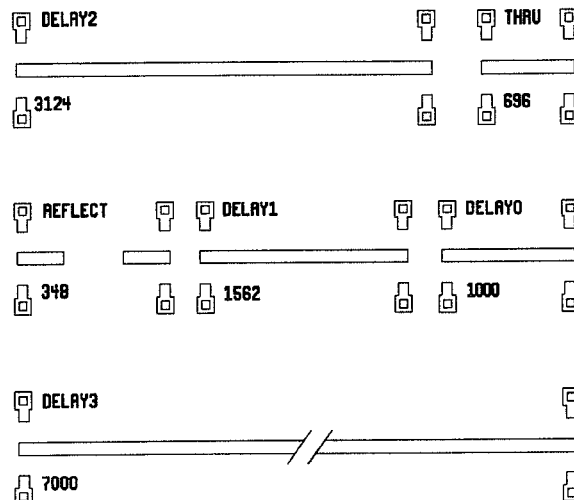 DELAY2 THRU
3124 696
REFLECT DELAY1 DELAY0
348 1562 1000
DELAY3
7000